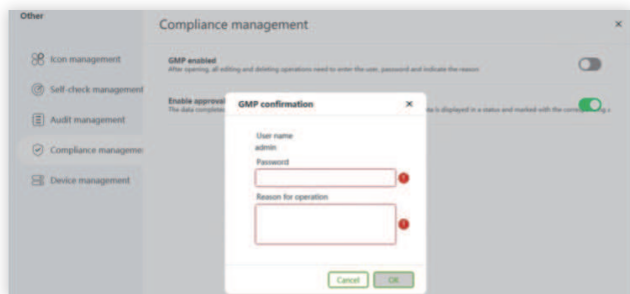 Other
Compliance management
Icon management
Self-check management
Audit management
Compliance manageme
Device management
GMP enabled
After opening, all editing and deleting operations need to enter the user, password and indicate the reason
Enable approval
The data complete
is displayed in a status and marked with the
GMP confirmation
User name
admin
Password
Reason for operation
Cancel
OK